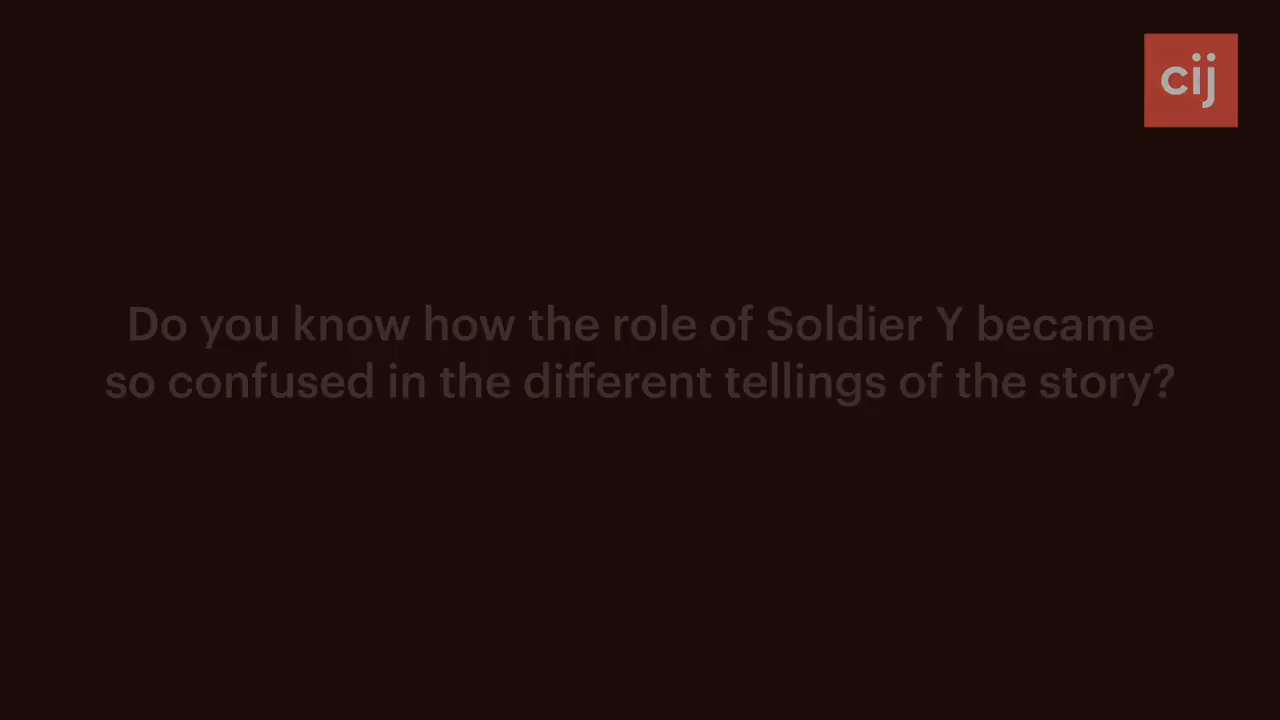 cij
Do you know how the role of Soldier Y became
so confused in the different tellings of the story?